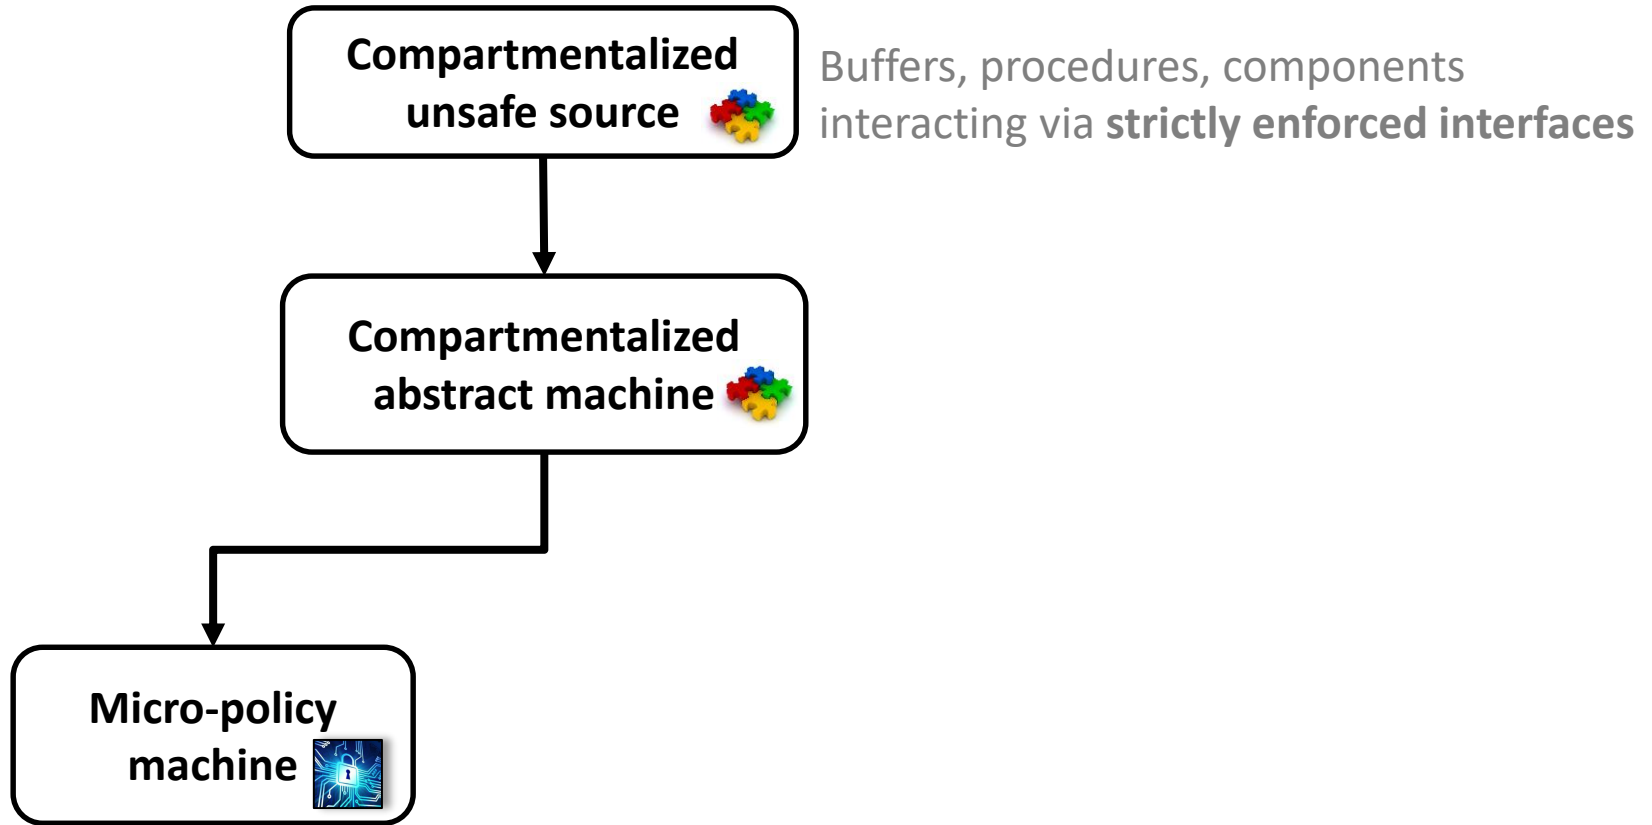 Compartmentalized
unsafe source
Buffers, procedures, components
interacting via strictly enforced interfaces
Compartmentalized
abstract machine
Micro-policy
machine